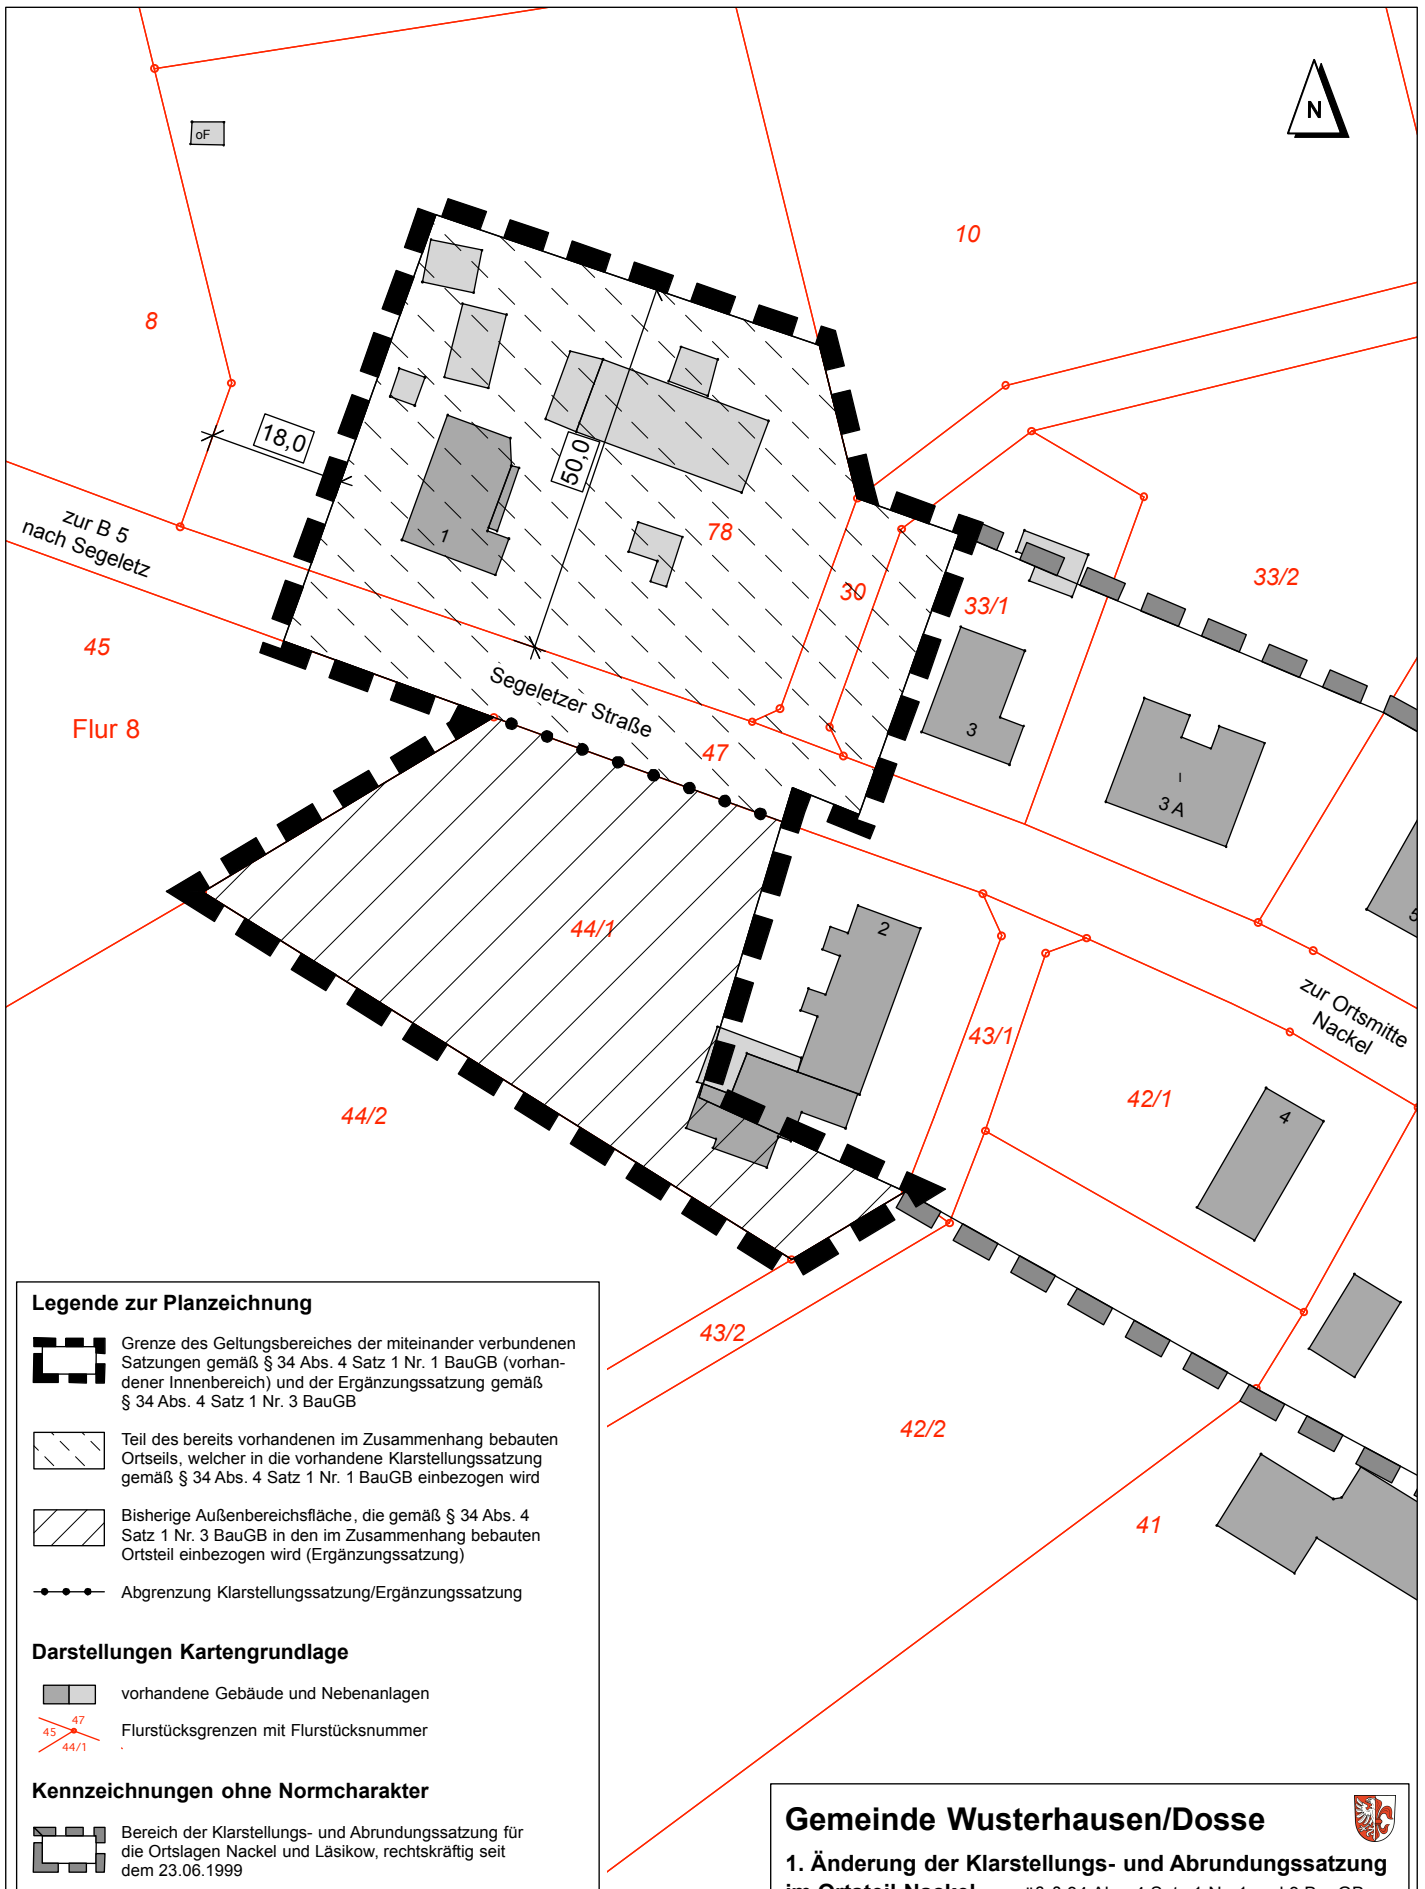 N
oF
10
8
18,0
50,0
zur B 5
nach Segeletz
1
78
30
33/1
33/2
45
Flur 8
Segeletzer Straße
47
3
I
3 A
5
44/1
2
zur Ortsmitte
Nackel
43/1
42/1
4
44/2
43/2
42/2
41
Legende zur Planzeichnung
Grenze des Geltungsbereiches der miteinander verbundenen
Satzungen gemäß § 34 Abs. 4 Satz 1 Nr. 1 BauGB (vorhan-
dener Innenbereich) und der Ergänzungssatzung gemäß
§ 34 Abs. 4 Satz 1 Nr. 3 BauGB
Teil des bereits vorhandenen im Zusammenhang bebauten
Ortseils, welcher in die vorhandene Klarstellungssatzung
gemäß § 34 Abs. 4 Satz 1 Nr. 1 BauGB einbezogen wird
Bisherige Außenbereichsfläche, die gemäß § 34 Abs. 4
Satz 1 Nr. 3 BauGB in den im Zusammenhang bebauten
Ortsteil einbezogen wird (Ergänzungssatzung)
Abgrenzung Klarstellungssatzung/Ergänzungssatzung
Darstellungen Kartengrundlage
vorhandene Gebäude und Nebenanlagen
47
45
44/1
Flurstücksgrenzen mit Flurstücksnummer
Kennzeichnungen ohne Normcharakter
Bereich der Klarstellungs- und Abrundungssatzung für
die Ortslagen Nackel und Läsikow, rechtskräftig seit
dem 23.06.1999
Gemeinde Wusterhausen/Dosse
1. Änderung der Klarstellungs- und Abrundungssatzung
im Ortsteil Nackel